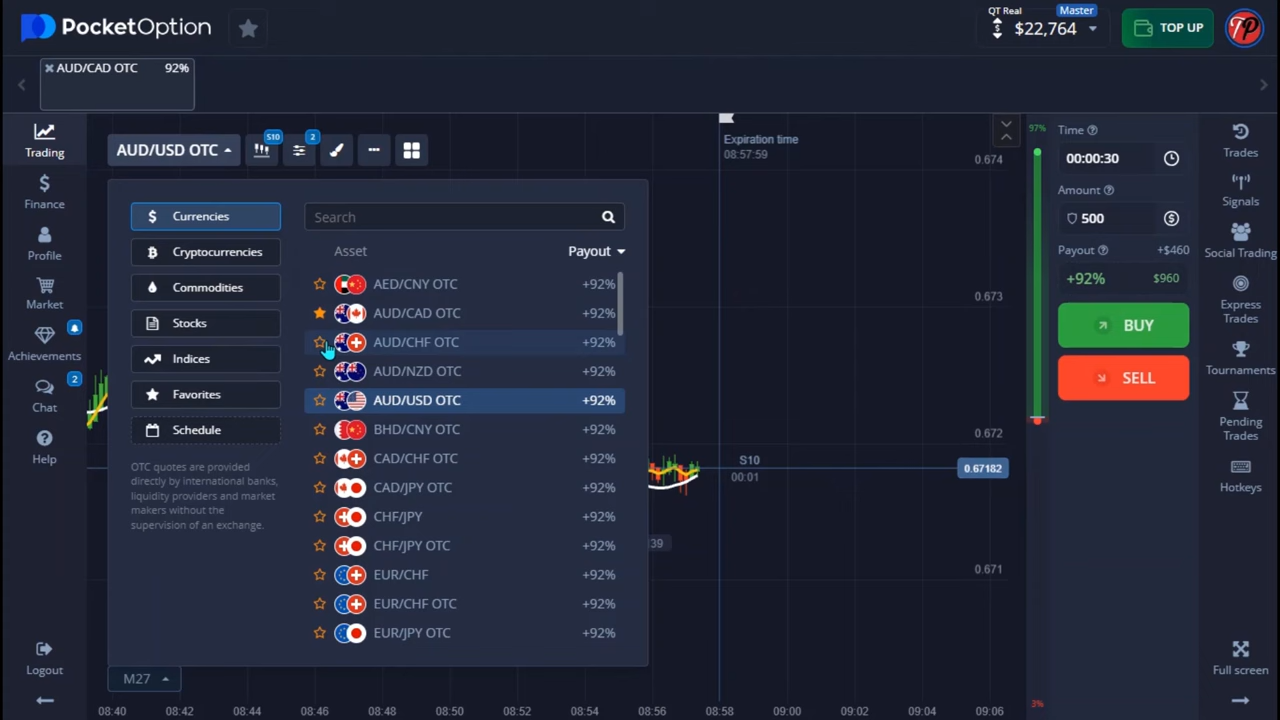 PocketOption
QT Real
Master
$22,764
TOP UP
AUD/CAD OTC 92%
Trading
Finance
Profile
Market
Achievements
Chat
2
Help
Logout
AUD/USD OTC
S10
2
Currencies
Cryptocurrencies
Commodities
Stocks
Indices
Favorites
Schedule
OTC quotes are provided
directly by international banks,
liquidity providers and market
makers without the
supervision of an exchange.
Search
Asset Payout
AED/CNY OTC +92%
AUD/CAD OTC +92%
AUD/CHF OTC +92%
AUD/NZD OTC +92%
AUD/USD OTC +92%
BHD/CNY OTC +92%
CAD/CHF OTC +92%
CAD/JPY OTC +92%
CHF/JPY +92%
CHF/JPY OTC +92%
EUR/CHF +92%
EUR/CHF OTC +92%
EUR/JPY OTC +92%
M27
Expiration time
08:57:59
S10
00:01
39
0.674
0.673
0.672
0.67182
0.671
08:40 08:42 08:44 08:46 08:48 08:50 08:52 08:54 08:56 08:58 09:00 09:02 09:04 09:06
97%
3%
Time
00:00:30
Amount
500
Payout +$460
+92% $960
BUY
SELL
Trades
Signals
Social Trading
Express
Trades
Tournaments
Pending
Trades
Hotkeys
Full screen